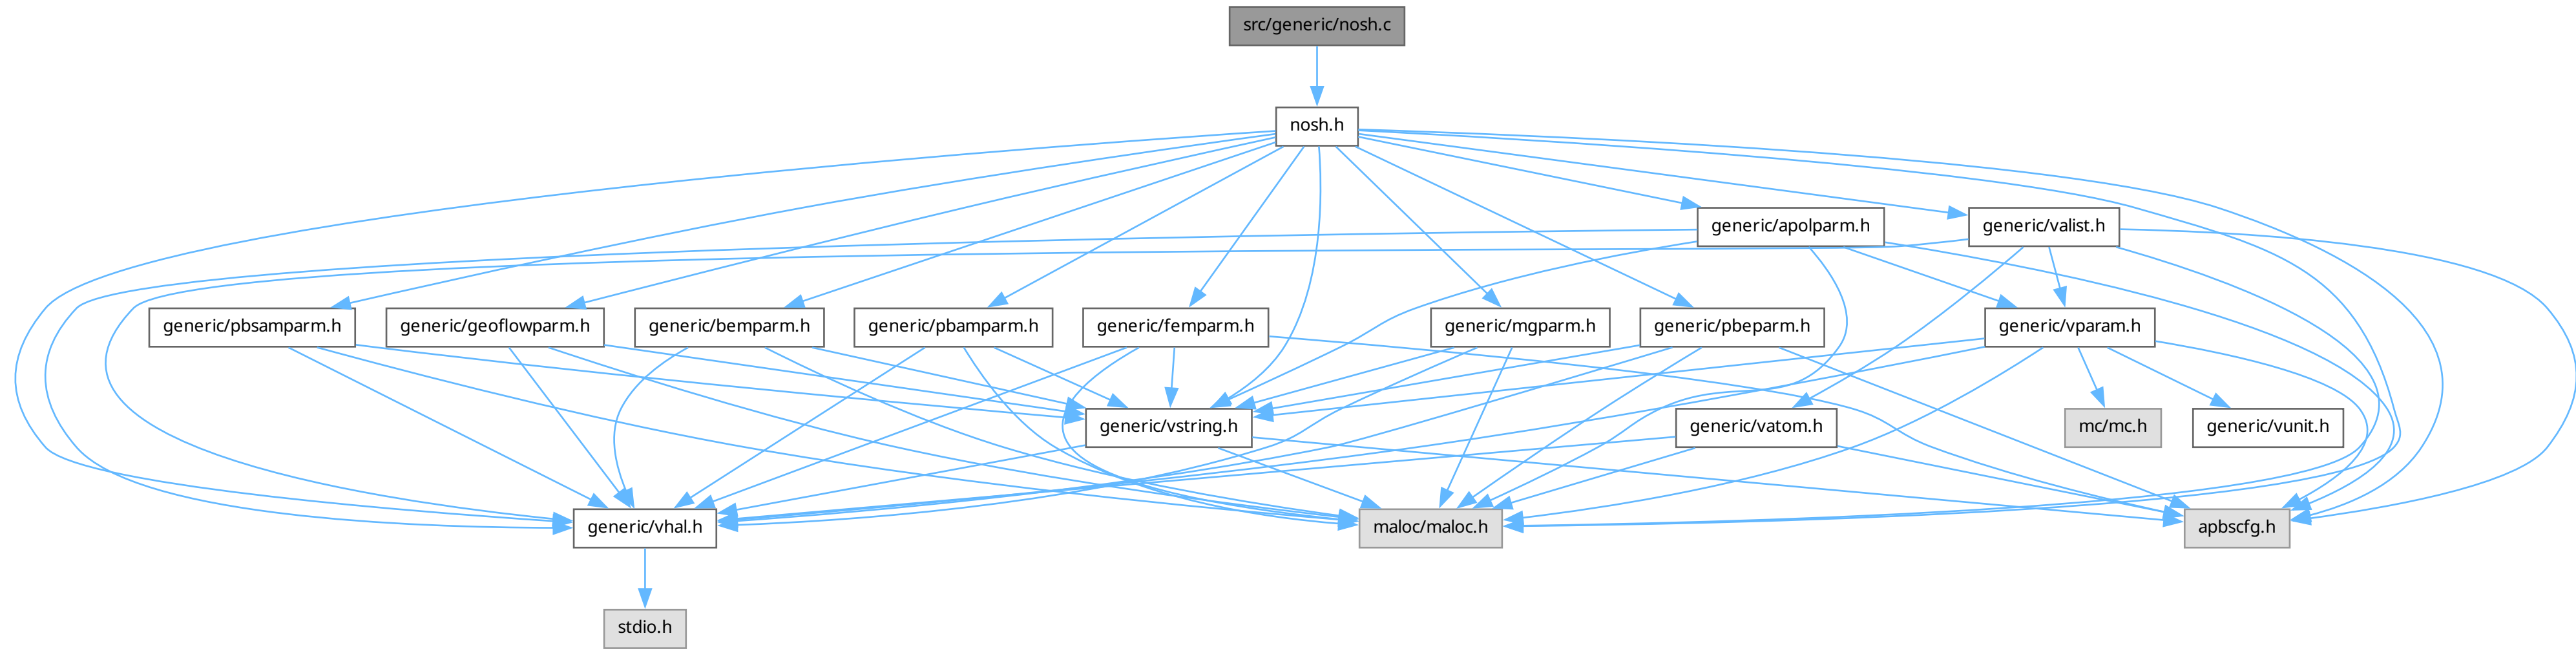 src/generic/nosh.c
nosh.h
generic/apolparm.h
generic/valist.h
generic/pbsamparm.h
generic/geoflowparm.h
generic/bemparm.h
generic/pbamparm.h
generic/femparm.h
generic/mgparm.h
generic/pbeparm.h
generic/vparam.h
generic/vstring.h
generic/vatom.h
mc/mc.h
generic/vunit.h
generic/vhal.h
maloc/maloc.h
apbscfg.h
stdio.h